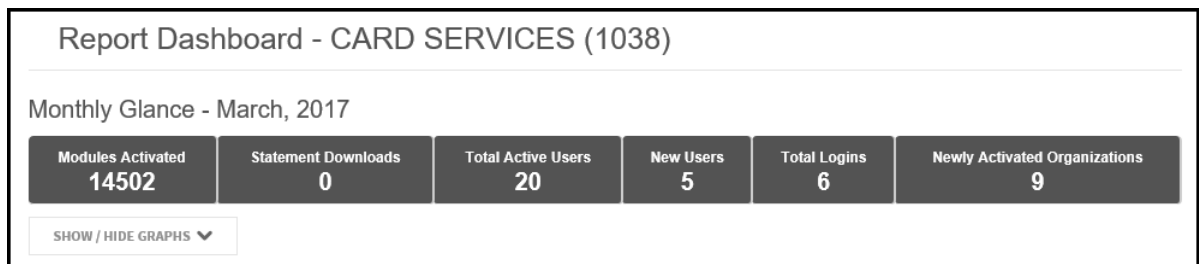 Report Dashboard - CARD SERVICES (1038)
Monthly Glance - March, 2017
Modules Activated
14502
Statement Downloads
0
Total Active Users
20
New Users
5
Total Logins
6
Newly Activated Organizations
9
SHOW / HIDE GRAPHS